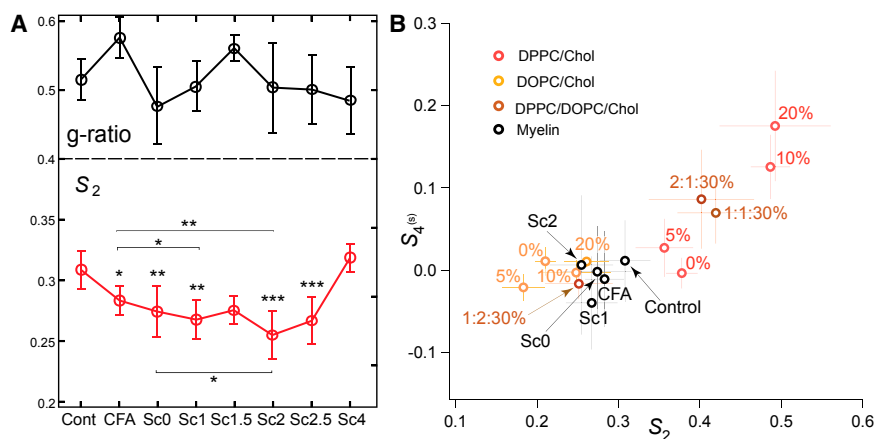 A
0.6
0.5
g-ratio
0.4
S₂
0.35
0.3
0.25
0.2
**
*
*
**
**
***
***
*
Cont CFA Sc0 Sc1 Sc1.5 Sc2 Sc2.5 Sc4
B
0.3
0.2
0.1
0.0
-0.1
S₄⁽ˢ⁾
DPPC/Chol
DOPC/Chol
DPPC/DOPC/Chol
Myelin
20%
10%
2:1:30%
1:1:30%
5%
0%
Sc2
0%
20%
5%
10%
1:2:30%
CFA
Control
Sc1
Sc0
0.1 0.2 0.3 0.4 0.5 0.6
S₂